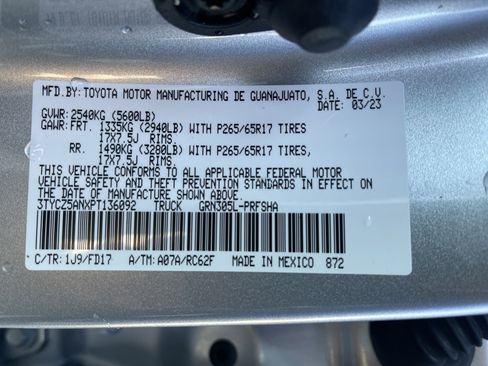 MFD.BY:TOYOTA MOTOR MANUFACTURING DE GUANAJUATO, S.A. DE C.V.
DATE: 03/23
GVWR:2540KG (5600LB)
GAWR:FRT. 1335KG (2940LB) WITH P265/65R17 TIRES
17X7.5J RIMS.
RR. 1490KG (3280LB) WITH P265/65R17 TIRES
17X7.5J RIMS.
THIS VEHICLE CONFORMS TO ALL APPLICABLE FEDERAL MOTOR
VEHICLE SAFETY AND THEFT PREVENTION STANDARDS IN EFFECT ON
THE DATE OF MANUFACTURE SHOWN ABOVE.
3TYCZ5ANXPT136092 TRUCK GRN305L-PRFSHA
C/TR: 1J9/FD17 A/TM: A07A/RC62F MADE IN MEXICO 872